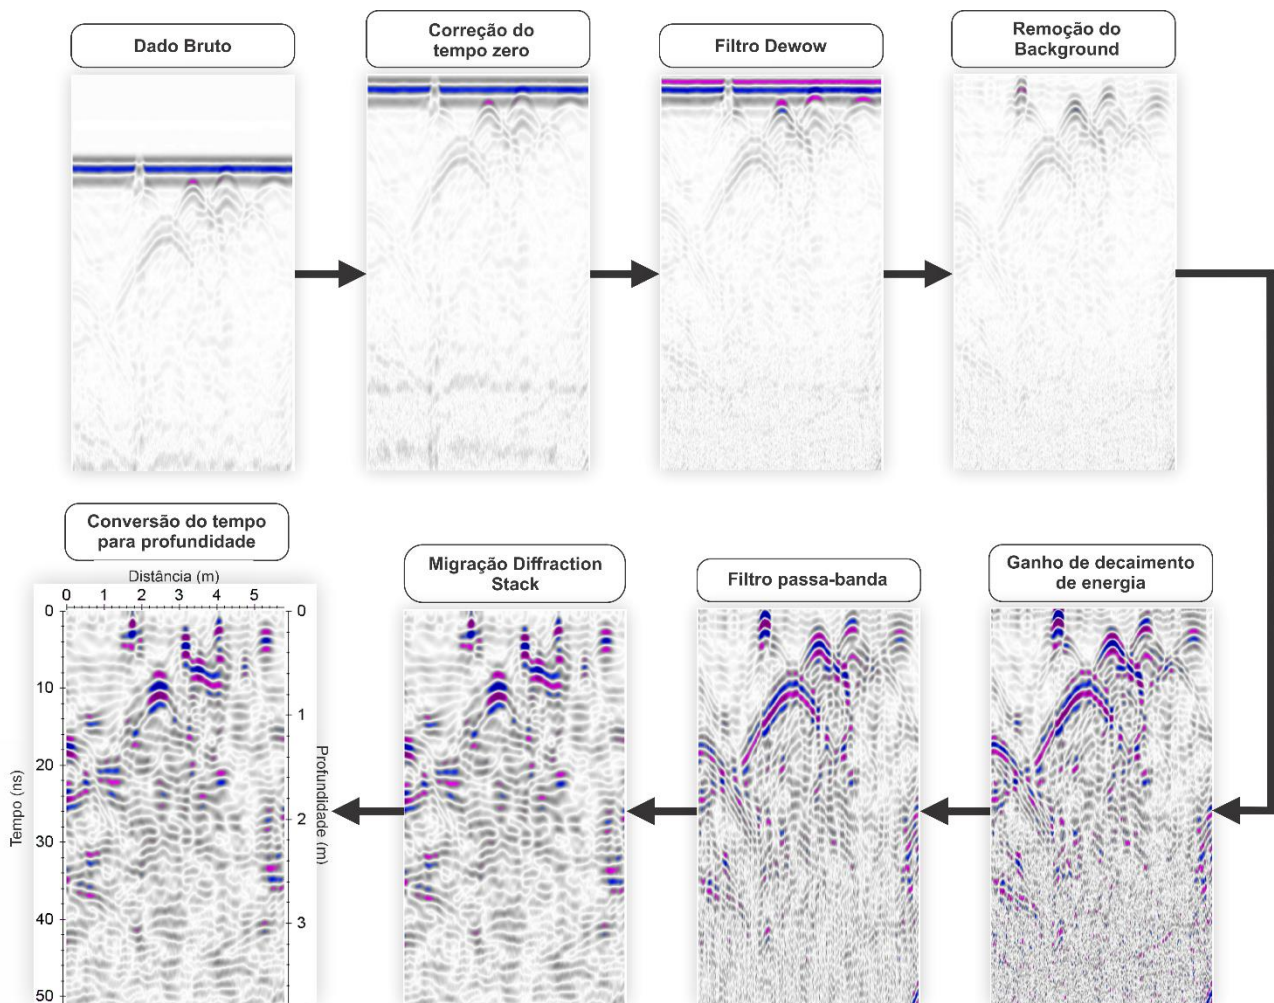 Dado Bruto
Correção do
tempo zero
Filtro Dewow
Remoção do
Background
Conversão do tempo
para profundidade
Migração Diffraction
Stack
Filtro passa-banda
Ganho de decaimento
de energia
Distância (m)
0 1 2 3 4 5
0 0
10
1
20
2
30
40
3
50
Tempo (ns)
Profundidade (m)